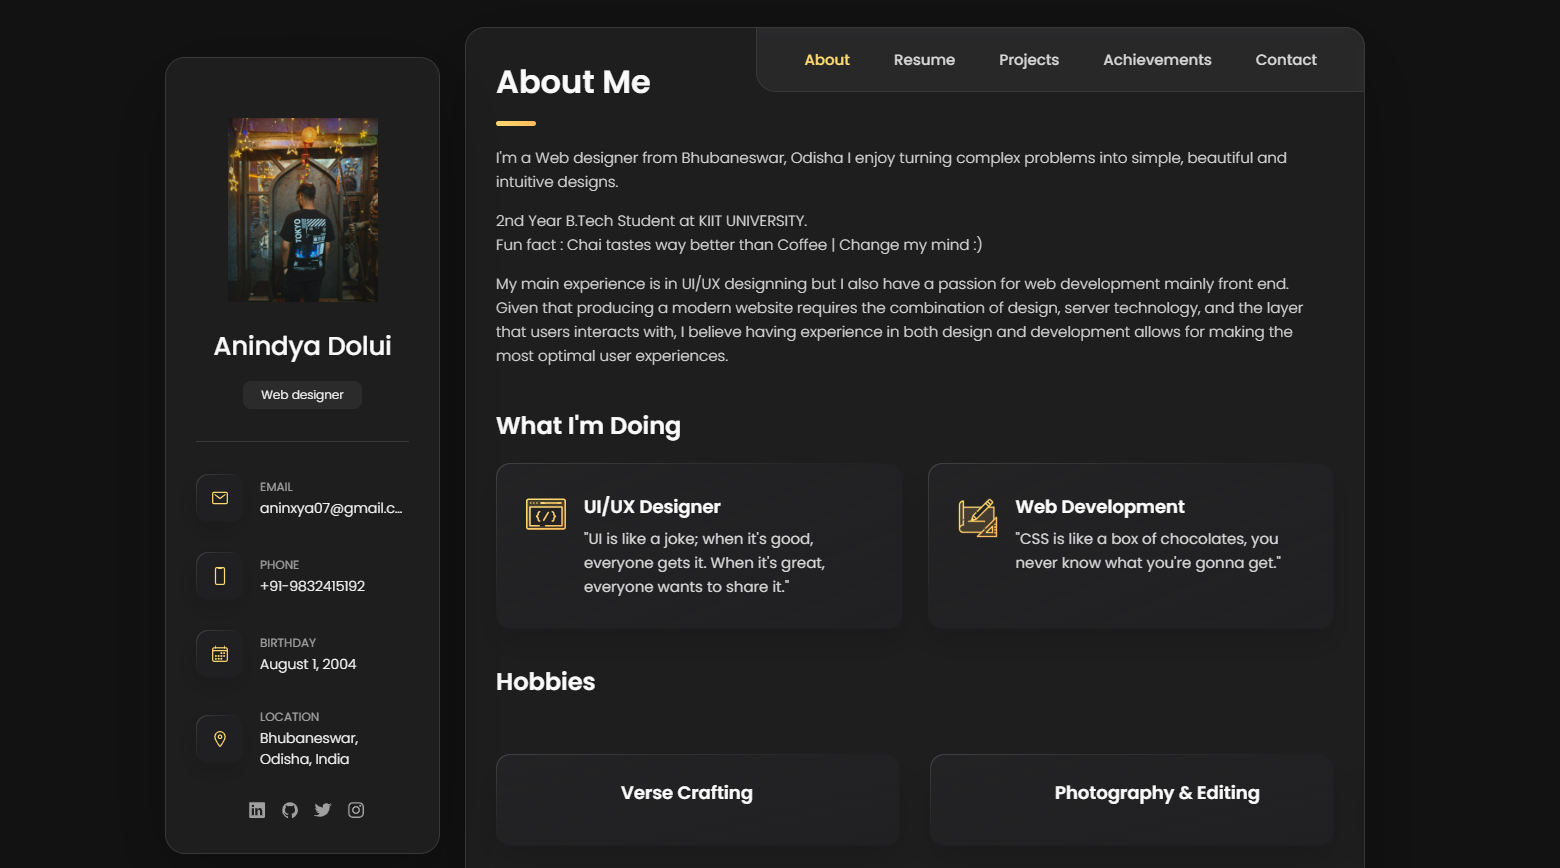 Anindya Dolui
Web designer
EMAIL
aninxya07@gmail.c...
PHONE
+91-9832415192
BIRTHDAY
August 1, 2004
LOCATION
Bhubaneswar,
Odisha, India
About Resume Projects Achievements Contact
About Me
I'm a Web designer from Bhubaneswar, Odisha I enjoy turning complex problems into simple, beautiful and
intuitive designs.
2nd Year B.Tech Student at KIIT UNIVERSITY.
Fun fact : Chai tastes way better than Coffee | Change my mind :)
My main experience is in UI/UX designning but I also have a passion for web development mainly front end.
Given that producing a modern website requires the combination of design, server technology, and the layer
that users interacts with, I believe having experience in both design and development allows for making the
most optimal user experiences.
What I'm Doing
UI/UX Designer
"UI is like a joke; when it's good,
everyone gets it. When it's great,
everyone wants to share it."
Web Development
"CSS is like a box of chocolates, you
never know what you're gonna get."
Hobbies
Verse Crafting
Photography & Editing
TOKYO